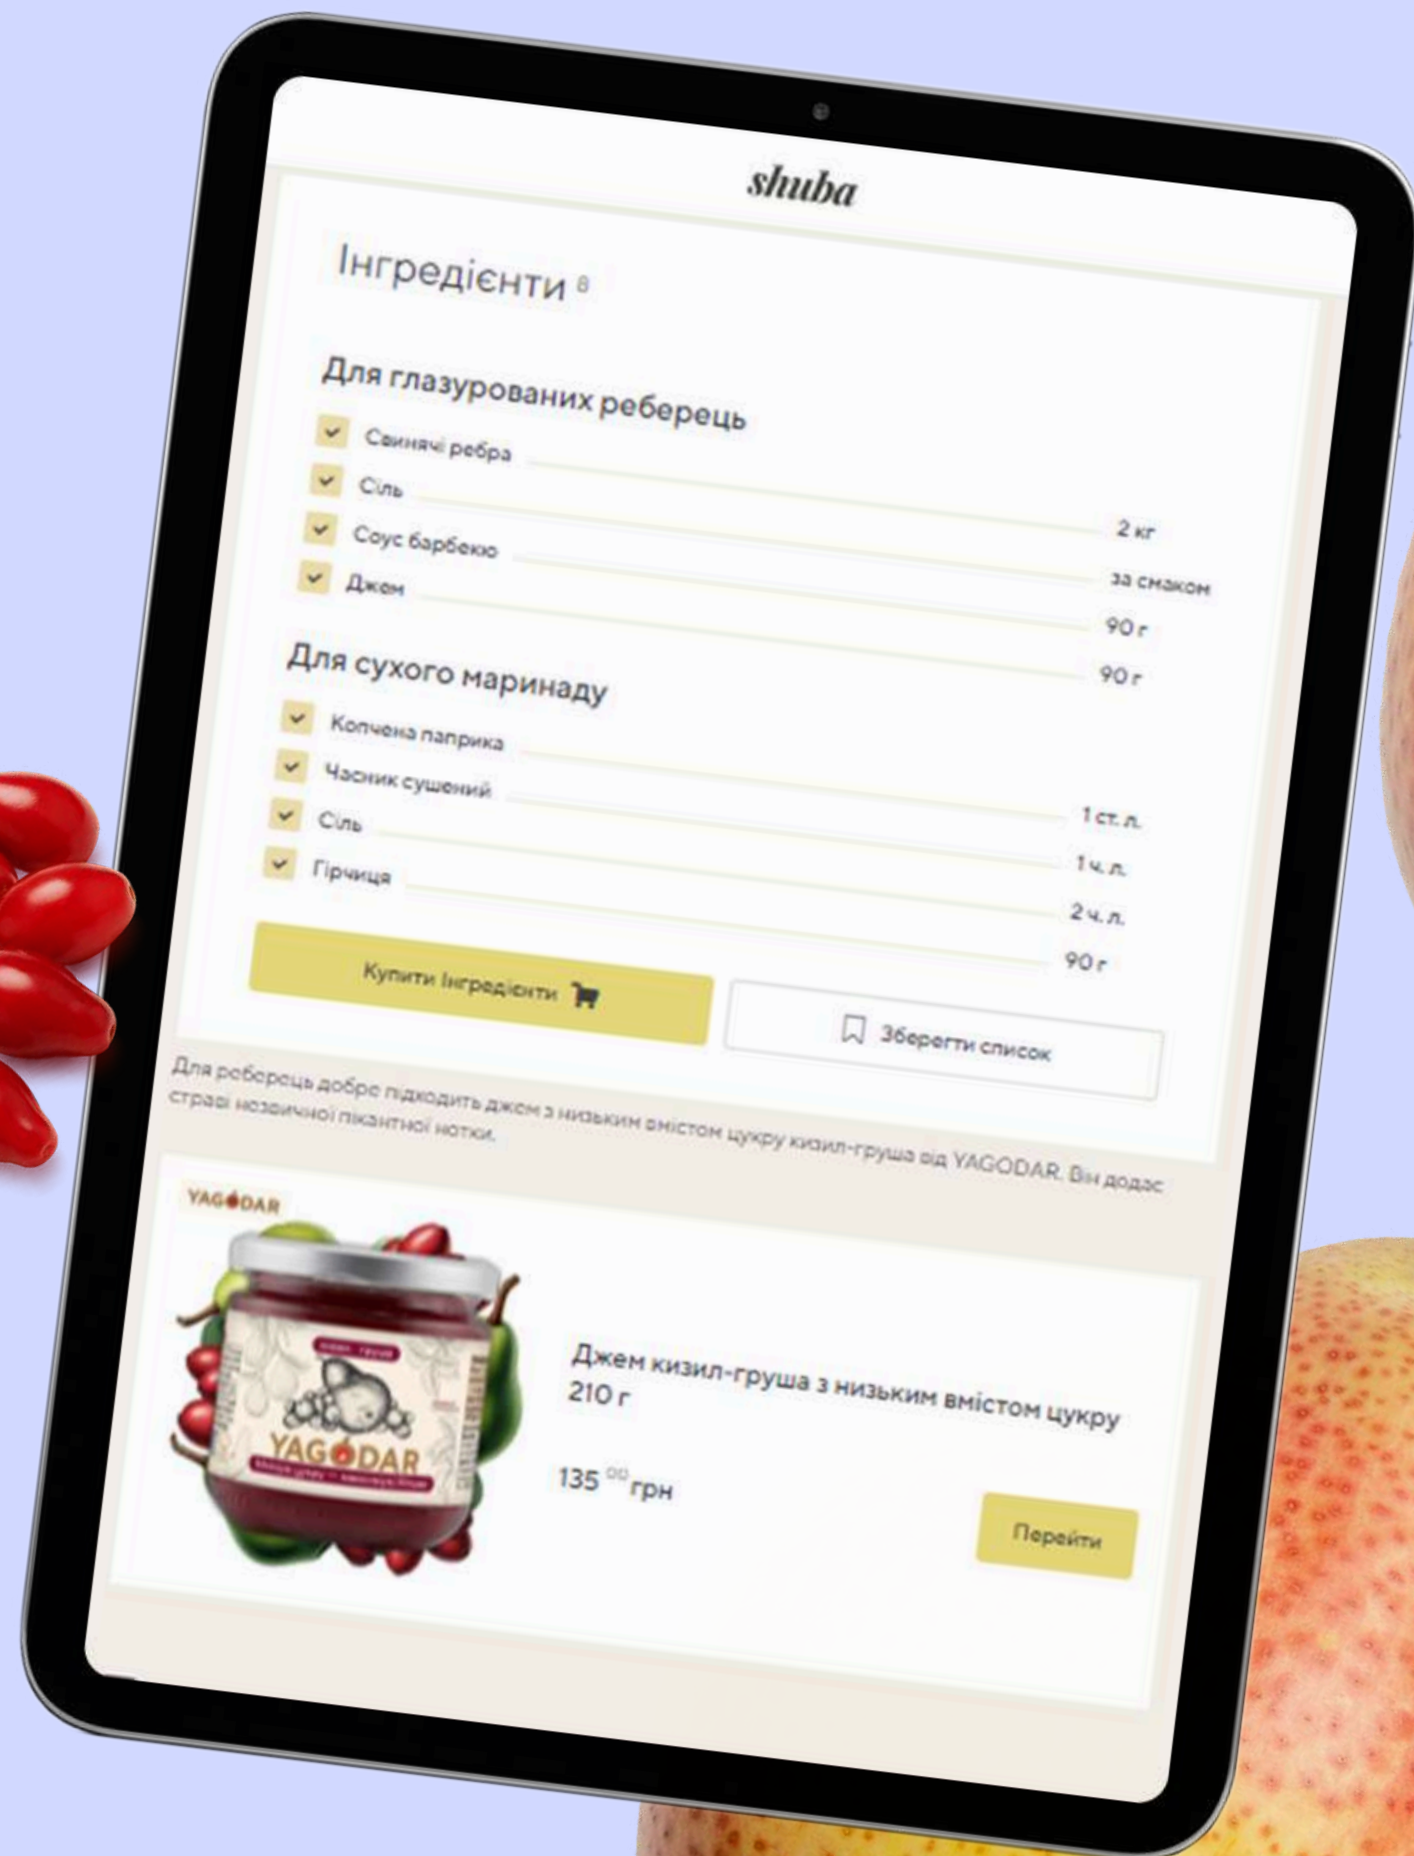 shuba
Інгредієнти 8
Для глазурованих реберець
Свинячі ребра 2 кг
Сіль за смаком
Соус барбекю 90 г
Джем 90 г
Для сухого маринаду
Копчена паприка 1 ст. л.
Часник сушений 1 ч. л.
Сіль 2 ч. л.
Гірчиця 90 г
Купити Інгредієнти
Зберегти список
Для реберець добре підходить джем з низьким вмістом цукру кизил-груша від YAGODAR. Він додає
страві незвичної пікантної нотки.
YAGODAR
YAGODAR
Джем кизил-груша з низьким вмістом цукру
210 г
135 00 грн
Перейти